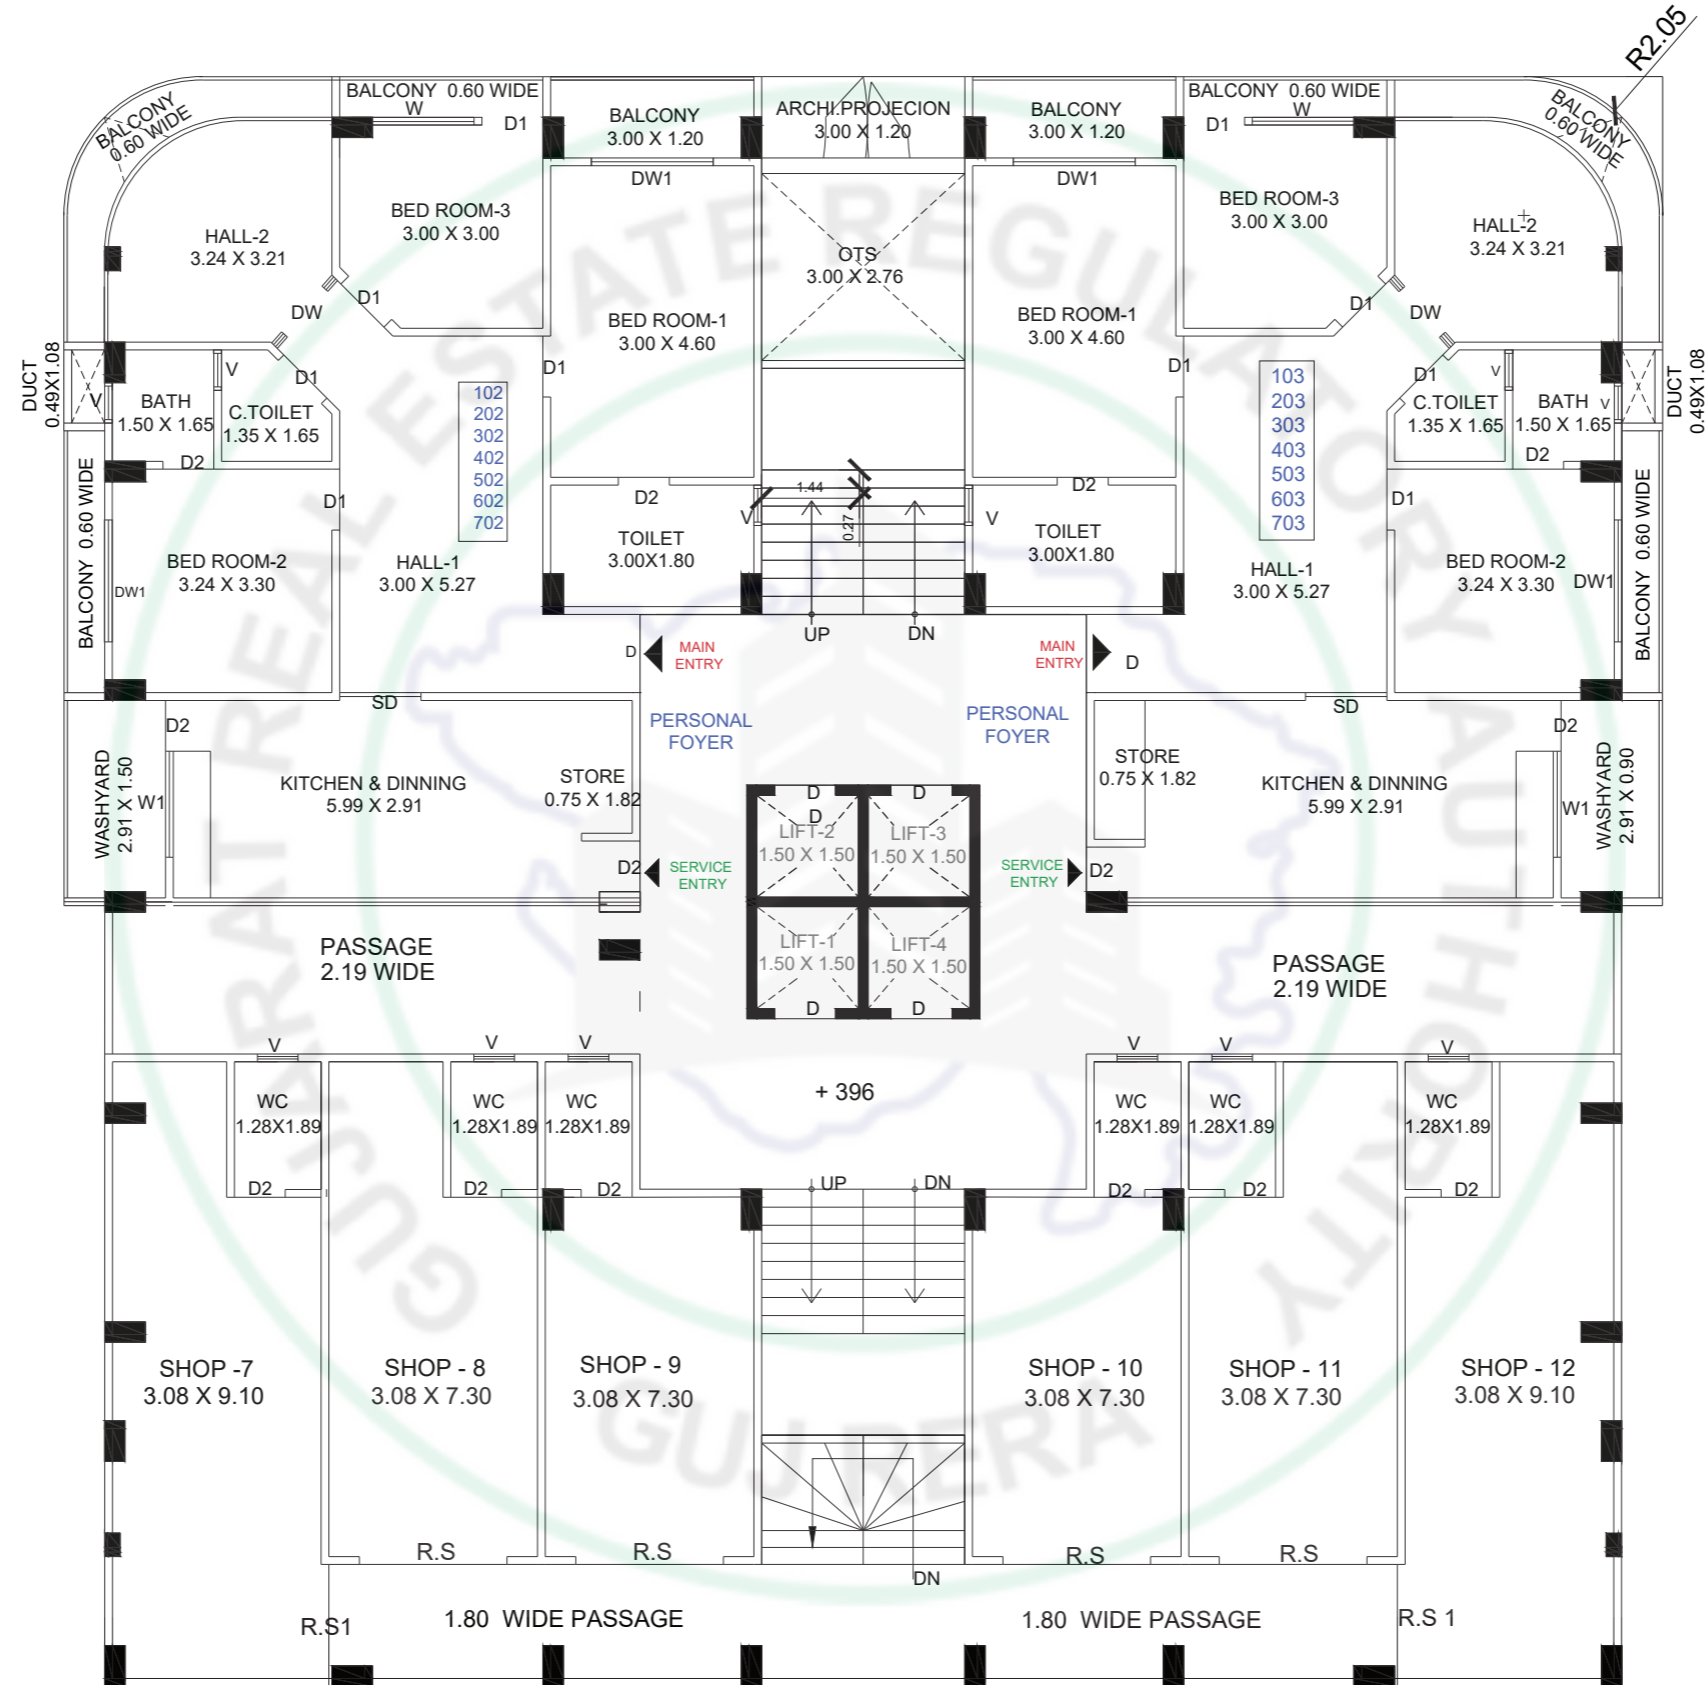 R2.05
BALCONY 0.60 WIDE
W
D1
BALCONY
0.60 WIDE
BALCONY
3.00 X 1.20
ARCHI.PROJECION
3.00 X 1.20
BALCONY
3.00 X 1.20
BALCONY 0.60 WIDE
W
D1
BALCONY
0.60 WIDE
DW1
DW1
BED ROOM-3
3.00 X 3.00
BED ROOM-3
3.00 X 3.00
HALL-2
3.24 X 3.21
HALL-2
3.24 X 3.21
OTS
3.00 X 2.76
D1
DW
BED ROOM-1
3.00 X 4.60
BED ROOM-1
3.00 X 4.60
D1
DW
DUCT
0.49X1.08
V
V
D1
D1
D1
D1
V
V
DUCT
0.49X1.08
BATH
1.50 X 1.65
C.TOILET
1.35 X 1.65
D2
102
202
302
402
502
602
702
103
203
303
403
503
603
703
C.TOILET
1.35 X 1.65
BATH
1.50 X 1.65
D2
BALCONY 0.60 WIDE
D1
D2
1.44
0.27
D2
D1
BALCONY 0.60 WIDE
V
V
TOILET
3.00X1.80
TOILET
3.00X1.80
BED ROOM-2
3.24 X 3.30
DW1
HALL-1
3.00 X 5.27
HALL-1
3.00 X 5.27
BED ROOM-2
3.24 X 3.30
DW1
UP
DN
D
MAIN
ENTRY
MAIN
ENTRY
D
SD
SD
PERSONAL
FOYER
PERSONAL
FOYER
D2
D2
WASHYARD
2.91 X 1.50
W1
KITCHEN & DINNING
5.99 X 2.91
STORE
0.75 X 1.82
STORE
0.75 X 1.82
KITCHEN & DINNING
5.99 X 2.91
W1
WASHYARD
2.91 X 0.90
D
D
D
LIFT-2
1.50 X 1.50
LIFT-3
1.50 X 1.50
D2
SERVICE
ENTRY
SERVICE
ENTRY
D2
LIFT-1
1.50 X 1.50
LIFT-4
1.50 X 1.50
D
D
PASSAGE
2.19 WIDE
PASSAGE
2.19 WIDE
V
V
V
V
V
V
WC
1.28X1.89
WC
1.28X1.89
WC
1.28X1.89
+ 396
WC
1.28X1.89
WC
1.28X1.89
WC
1.28X1.89
D2
D2
D2
UP
DN
D2
D2
D2
SHOP -7
3.08 X 9.10
SHOP - 8
3.08 X 7.30
SHOP - 9
3.08 X 7.30
SHOP - 10
3.08 X 7.30
SHOP - 11
3.08 X 7.30
SHOP - 12
3.08 X 9.10
R.S
R.S
R.S
R.S
DN
R.S1
1.80 WIDE PASSAGE
1.80 WIDE PASSAGE
R.S 1
GUJARAT REAL ESTATE REGULATORY AUTHORITY
GUJ RERA